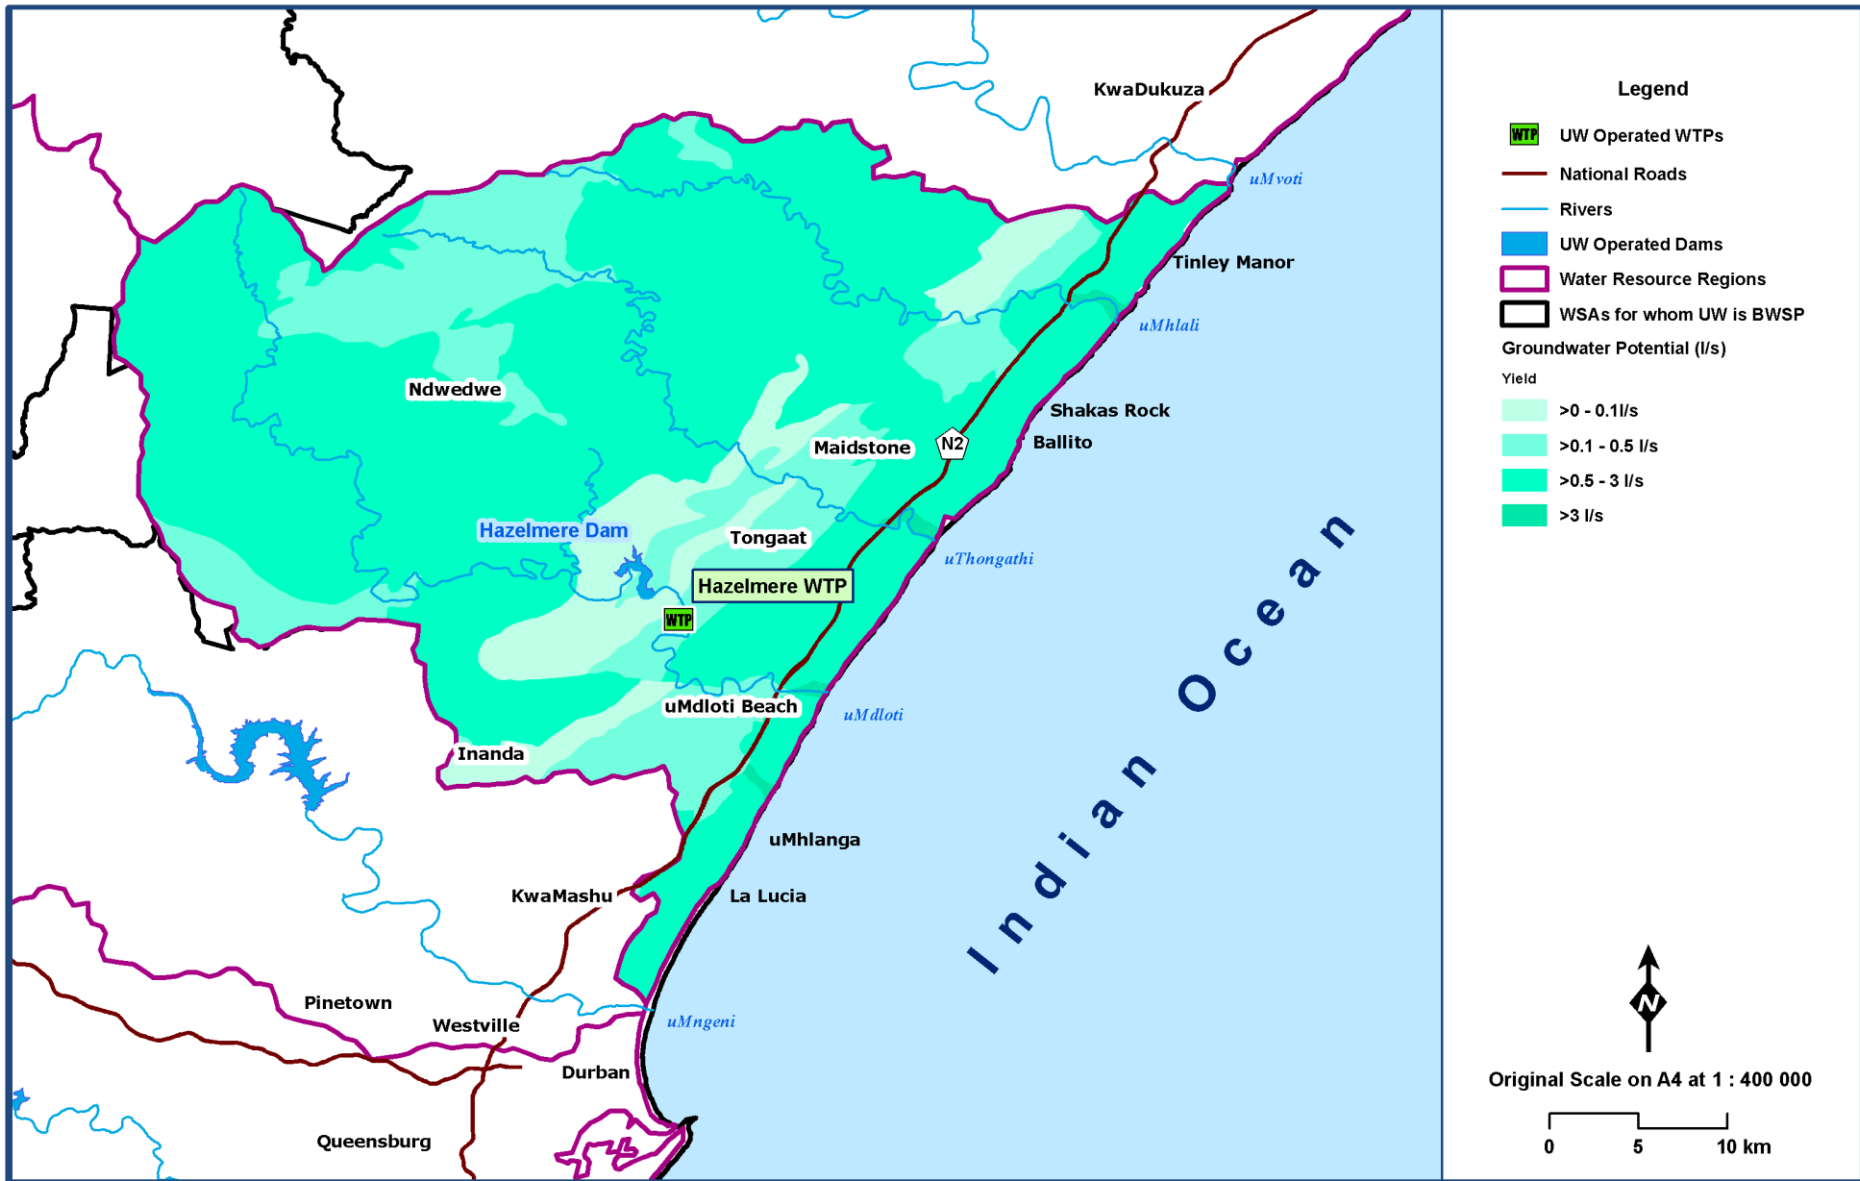 KwaDukuza
uMvoti
Tinley Manor
uMhlali
Ndwedwe
Shakas Rock
Maidstone
N2
Ballito
Hazelmere Dam
Tongaat
uThongathi
Hazelmere WTP
WTP
uMdloti Beach
uMdloti
Inanda
uMhlanga
KwaMashu
La Lucia
Pinetown
Westville
uMngeni
Durban
Queensburg
Indian Ocean
Legend
WTP UW Operated WTPs
National Roads
Rivers
UW Operated Dams
Water Resource Regions
WSAs for whom UW is BWSP
Groundwater Potential (l/s)
Yield
>0 - 0.1l/s
>0.1 - 0.5 l/s
>0.5 - 3 l/s
>3 l/s
N
Original Scale on A4 at 1 : 400 000
0 5 10 km